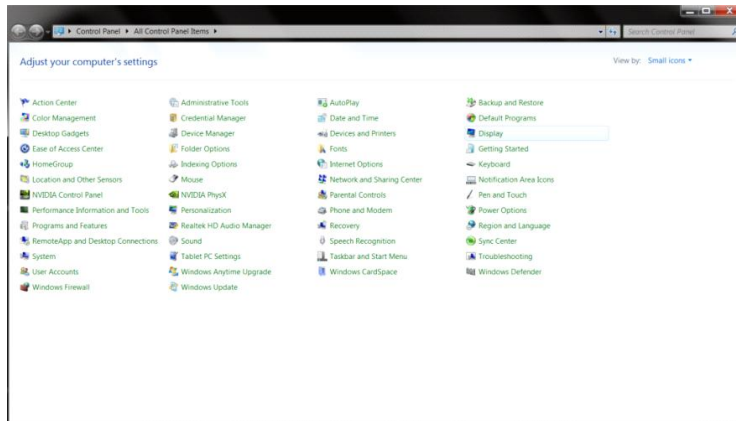 Control Panel ▸ All Control Panel Items ▸ Search Control Panel
Adjust your computer's settings View by: Small icons
Action Center Administrative Tools AutoPlay Backup and Restore
Color Management Credential Manager Date and Time Default Programs
Desktop Gadgets Device Manager Devices and Printers Display
Ease of Access Center Folder Options Fonts Getting Started
HomeGroup Indexing Options Internet Options Keyboard
Location and Other Sensors Mouse Network and Sharing Center Notification Area Icons
NVIDIA Control Panel NVIDIA PhysX Parental Controls Pen and Touch
Performance Information and Tools Personalization Phone and Modem Power Options
Programs and Features Realtek HD Audio Manager Recovery Region and Language
RemoteApp and Desktop Connections Sound Speech Recognition Sync Center
System Tablet PC Settings Taskbar and Start Menu Troubleshooting
User Accounts Windows Anytime Upgrade Windows CardSpace Windows Defender
Windows Firewall Windows Update